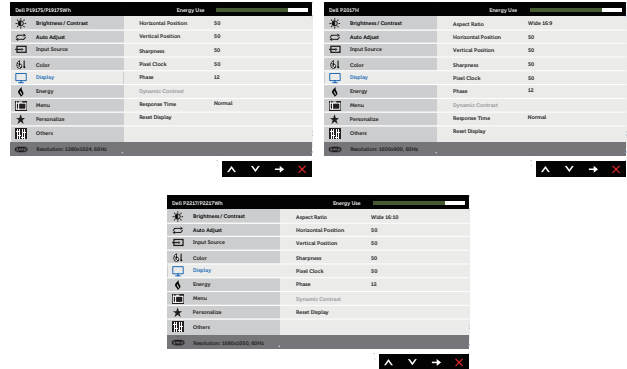 Dell P1917S/P1917SWh Energy Use
Brightness / Contrast Horizontal Position 50
Auto Adjust Vertical Position 50
Input Source Sharpness 50
Color Pixel Clock 50
Display Phase 12
Energy Dynamic Contrast
Menu Response Time Normal
Personalize Reset Display
Others
Resolution: 1280x1024, 60Hz
Dell P2017H Energy Use
Brightness / Contrast Aspect Ratio Wide 16:9
Auto Adjust Horizontal Position 50
Input Source Vertical Position 50
Color Sharpness 50
Display Pixel Clock 50
Energy Phase 12
Menu Dynamic Contrast
Personalize Response Time Normal
Others Reset Display
Resolution: 1600x900, 60Hz
Dell P2217/P2217Wh Energy Use
Brightness / Contrast Aspect Ratio Wide 16:10
Auto Adjust Horizontal Position 50
Input Source Vertical Position 50
Color Sharpness 50
Display Pixel Clock 50
Energy Phase 12
Menu Dynamic Contrast
Personalize Reset Display
Others
Resolution: 1680x1050, 60Hz